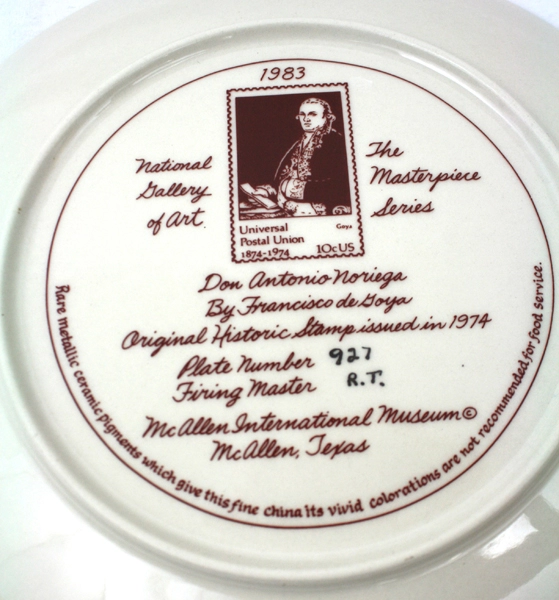 1983
National
Gallery
of Art.
The
Masterpiece
Series
Universal
Postal Union
1874-1974
Goya
10cUS
Don Antonio Noriega
By Francisco de Goya
Original Historic Stamp issued in 1974
Plate Number 927
Firing Master R.T.
McAllen International Museum©
McAllen, Texas
Rare metallic ceramic pigments which give this fine china its vivid colorations are not recommended for food service.